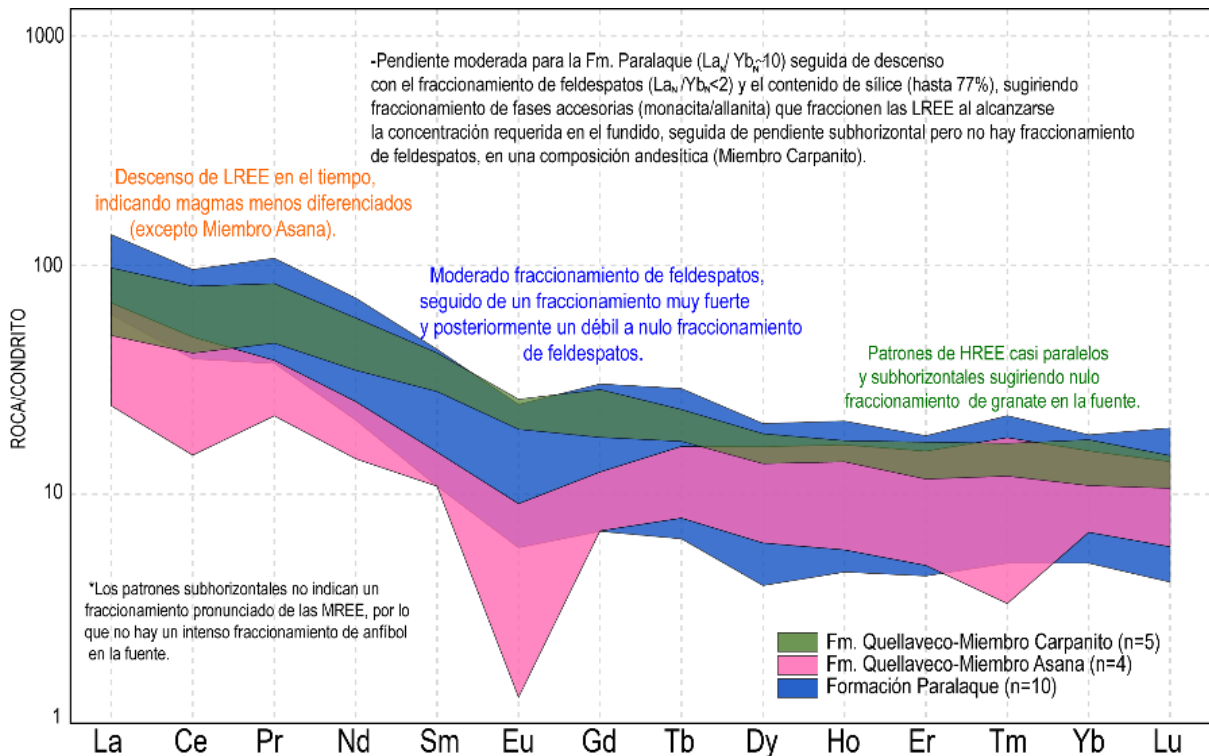 1000
-Pendiente moderada para la Fm. Paralaque (LaN/ YbN~10) seguida de descenso
con el fraccionamiento de feldespatos (LaN /YbN<2) y el contenido de sílice (hasta 77%), sugiriendo
fraccionamiento de fases accesorias (monacita/allanita) que fraccionen las LREE al alcanzarse
la concentración requerida en el fundido, seguida de pendiente subhorizontal pero no hay fraccionamiento
de feldespatos, en una composición andesítica (Miembro Carpanito).
Descenso de LREE en el tiempo,
indicando magmas menos diferenciados
(excepto Miembro Asana).
100
Moderado fraccionamiento de feldespatos,
seguido de un fraccionamiento muy fuerte
y posteriormente un débil a nulo fraccionamiento
de feldespatos.
Patrones de HREE casi paralelos
y subhorizontales sugiriendo nulo
fraccionamiento de granate en la fuente.
ROCA/CONDRITO
10
*Los patrones subhorizontales no indican un
fraccionamiento pronunciado de las MREE, por lo
que no hay un intenso fraccionamiento de anfíbol
en la fuente.
Fm. Quellaveco-Miembro Carpanito (n=5)
Fm. Quellaveco-Miembro Asana (n=4)
Formación Paralaque (n=10)
1
La Ce Pr Nd Sm Eu Gd Tb Dy Ho Er Tm Yb Lu